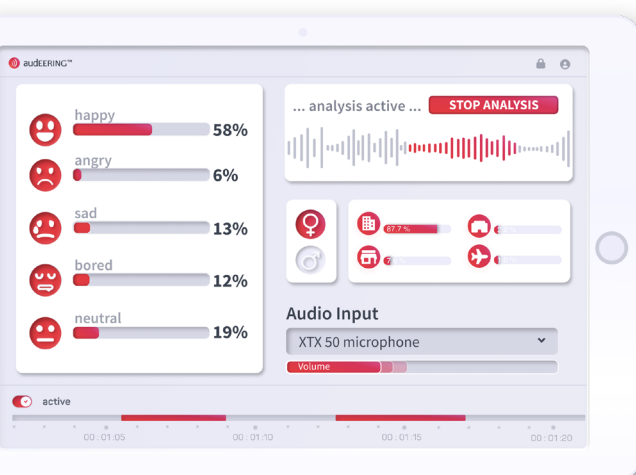 audEERING™
happy
58%
angry
6%
sad
13%
bored
12%
neutral
19%
... analysis active ...
STOP ANALYSIS
87.7 %
Audio Input
XTX 50 microphone
Volume
active
00:01:05
00:01:10
00:01:15
00:01:20